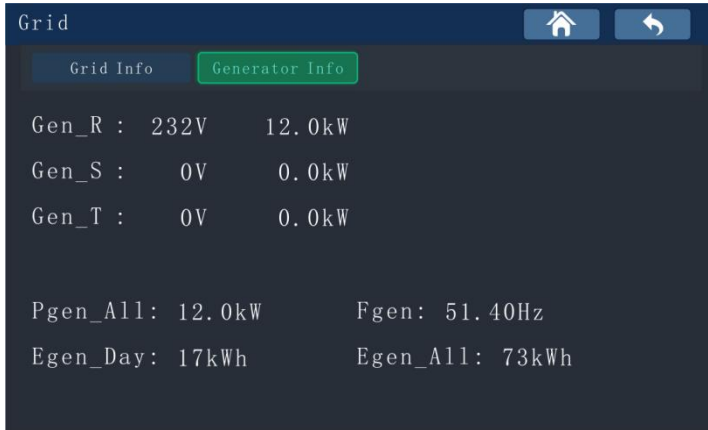 Grid
Grid Info Generator Info
Gen_R : 232V 12.0kW
Gen_S : 0V 0.0kW
Gen_T : 0V 0.0kW
Pgen_All: 12.0kW Fgen: 51.40Hz
Egen_Day: 17kWh Egen_All: 73kWh